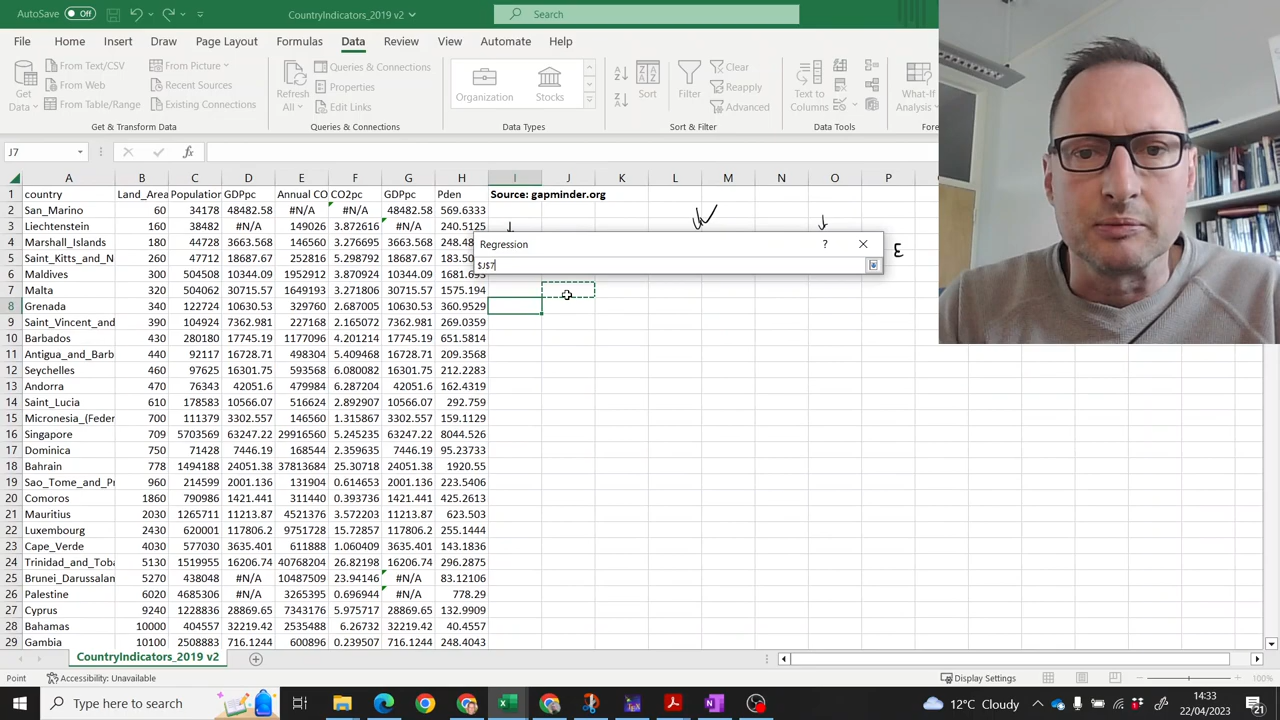 AutoSave Off CountryIndicators_2019 v2 Search
File Home Insert Draw Page Layout Formulas Data Review View Automate Help
Get Data
From Text/CSV
From Web
From Table/Range
From Picture
Recent Sources
Existing Connections
Refresh All
Queries & Connections
Properties
Edit Links
Organization Stocks
Sort Filter
Clear
Reapply
Advanced
Text to Columns
What-If Analysis
Get & Transform Data Queries & Connections Data Types Sort & Filter Data Tools
J7 fx
A B C D E F G H I J K L M N O P
1 country Land_Area Population GDPpc Annual CO CO2pc GDPpc Pden Source: gapminder.org
2 San_Marino 60 34178 48482.58 #N/A #N/A 48482.58 569.6333
3 Liechtenstein 160 38482 #N/A 149026 3.872616 #N/A 240.5125
4 Marshall_Islands 180 44728 3663.568 146560 3.276695 3663.568 248.48
5 Saint_Kitts_and_N 260 47712 18687.67 252816 5.298792 18687.67 183.50
6 Maldives 300 504508 10344.09 1952913 3.870924 10344.09 1681.693
7 Malta 320 504062 30715.57 1649193 3.271806 30715.57 1575.194
8 Grenada 340 122724 10630.53 329760 2.687005 10630.53 360.9529
9 Saint_Vincent_and 390 104924 7362.981 227168 2.165072 7362.981 269.0359
10 Barbados 430 280180 17745.19 1177096 4.201214 17745.19 651.5814
11 Antigua_and_Barb 440 92117 16728.71 498304 5.409468 16728.71 209.3568
12 Seychelles 460 97625 16301.75 593568 6.080082 16301.75 212.2283
13 Andorra 470 76343 42051.6 479984 6.287204 42051.6 162.4319
14 Saint_Lucia 610 178583 10566.07 516624 2.892907 10566.07 292.759
15 Micronesia_(Feder 700 111379 3302.557 146560 1.315867 3302.557 159.1129
16 Singapore 709 5703569 63247.22 29916560 5.245235 63247.22 8044.526
17 Dominica 750 71428 7446.19 168544 2.359635 7446.19 95.23733
18 Bahrain 778 1494188 24051.38 37813684 25.30718 24051.38 1920.55
19 Sao_Tome_and_Pr 960 214599 2001.136 131904 0.614653 2001.136 223.5406
20 Comoros 1860 790986 1421.441 311440 0.393736 1421.441 425.2613
21 Mauritius 2030 1265711 11213.87 4521376 3.572203 11213.87 623.503
22 Luxembourg 2430 620001 117806.2 9751728 15.72857 117806.2 255.1444
23 Cape_Verde 4030 577030 3635.401 611888 1.060409 3635.401 143.1836
24 Trinidad_and_Toba 5130 1519955 16206.74 40768204 26.82198 16206.74 296.2875
25 Brunei_Darussalan 5270 438048 #N/A 10487509 23.94146 #N/A 83.12106
26 Palestine 6020 4685306 #N/A 3265395 0.696944 #N/A 778.29
27 Cyprus 9240 1228836 28869.65 7343176 5.975717 28869.65 132.9909
28 Bahamas 10000 404557 32219.42 2535488 6.26732 32219.42 40.4557
29 Gambia 10100 2508883 716.1244 600896 0.239507 716.1244 248.4043
Regression ?
$J$7
ε
CountryIndicators_2019 v2
Point Accessibility: Unavailable Display Settings 100%
Type here to search 12°C Cloudy 14:33
22/04/2023 21